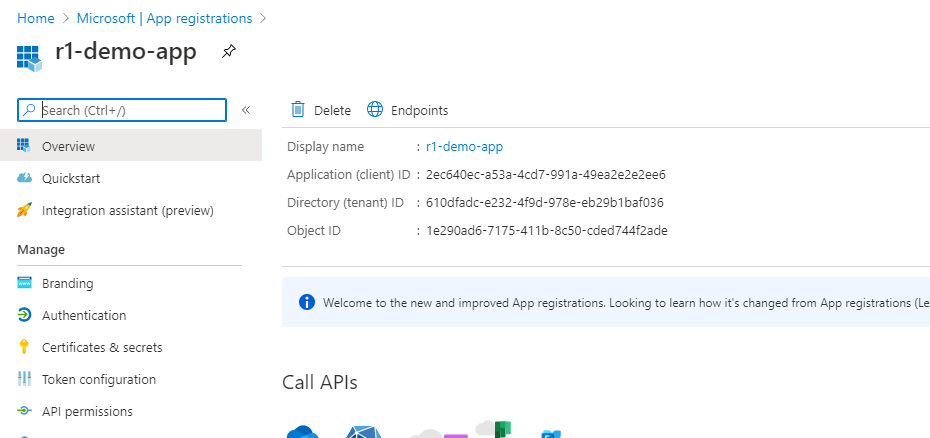 Home > Microsoft | App registrations >
r1-demo-app
Search (Ctrl+/)
«
Delete
Endpoints
Overview
Quickstart
Integration assistant (preview)
Manage
Branding
Authentication
Certificates & secrets
Token configuration
API permissions
Display name : r1-demo-app
Application (client) ID : 2ec640ec-a53a-4cd7-991a-49ea2e2e2ee6
Directory (tenant) ID : 610dfadc-e232-4f9d-978e-eb29b1baf036
Object ID : 1e290ad6-7175-411b-8c50-cded744f2ade
Welcome to the new and improved App registrations. Looking to learn how it's changed from App registrations (Le
Call APIs